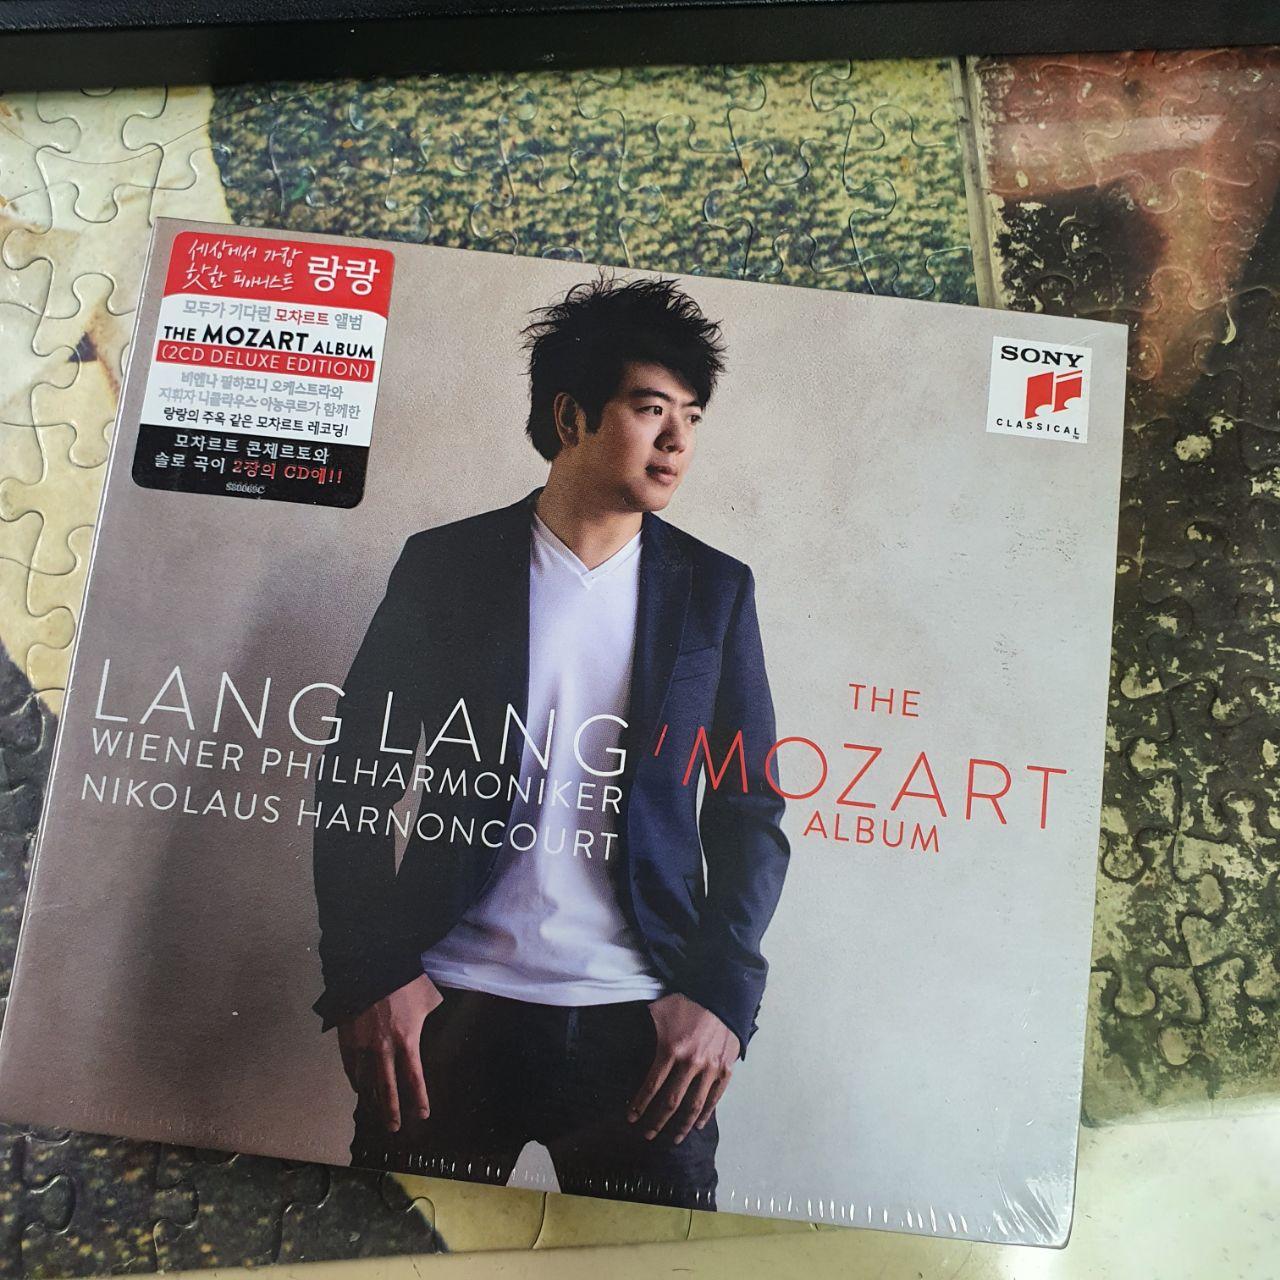 세상에서 가장
핫한 피아니스트 랑랑
모두가 기다린 모차르트 앨범
THE MOZART ALBUM
(2CD DELUXE EDITION)
비엔나 필하모니 오케스트라와
지휘자 니콜라우스 아농쿠르가 함께한
랑랑의 주옥 같은 모차르트 레코딩!
모차르트 콘체르토와
솔로 곡이 2장의 CD에!!
S80069C
SONY
CLASSICAL
TM
LANG LANG
WIENER PHILHARMONIKER
NIKOLAUS HARNONCOURT
THE
MOZART
ALBUM